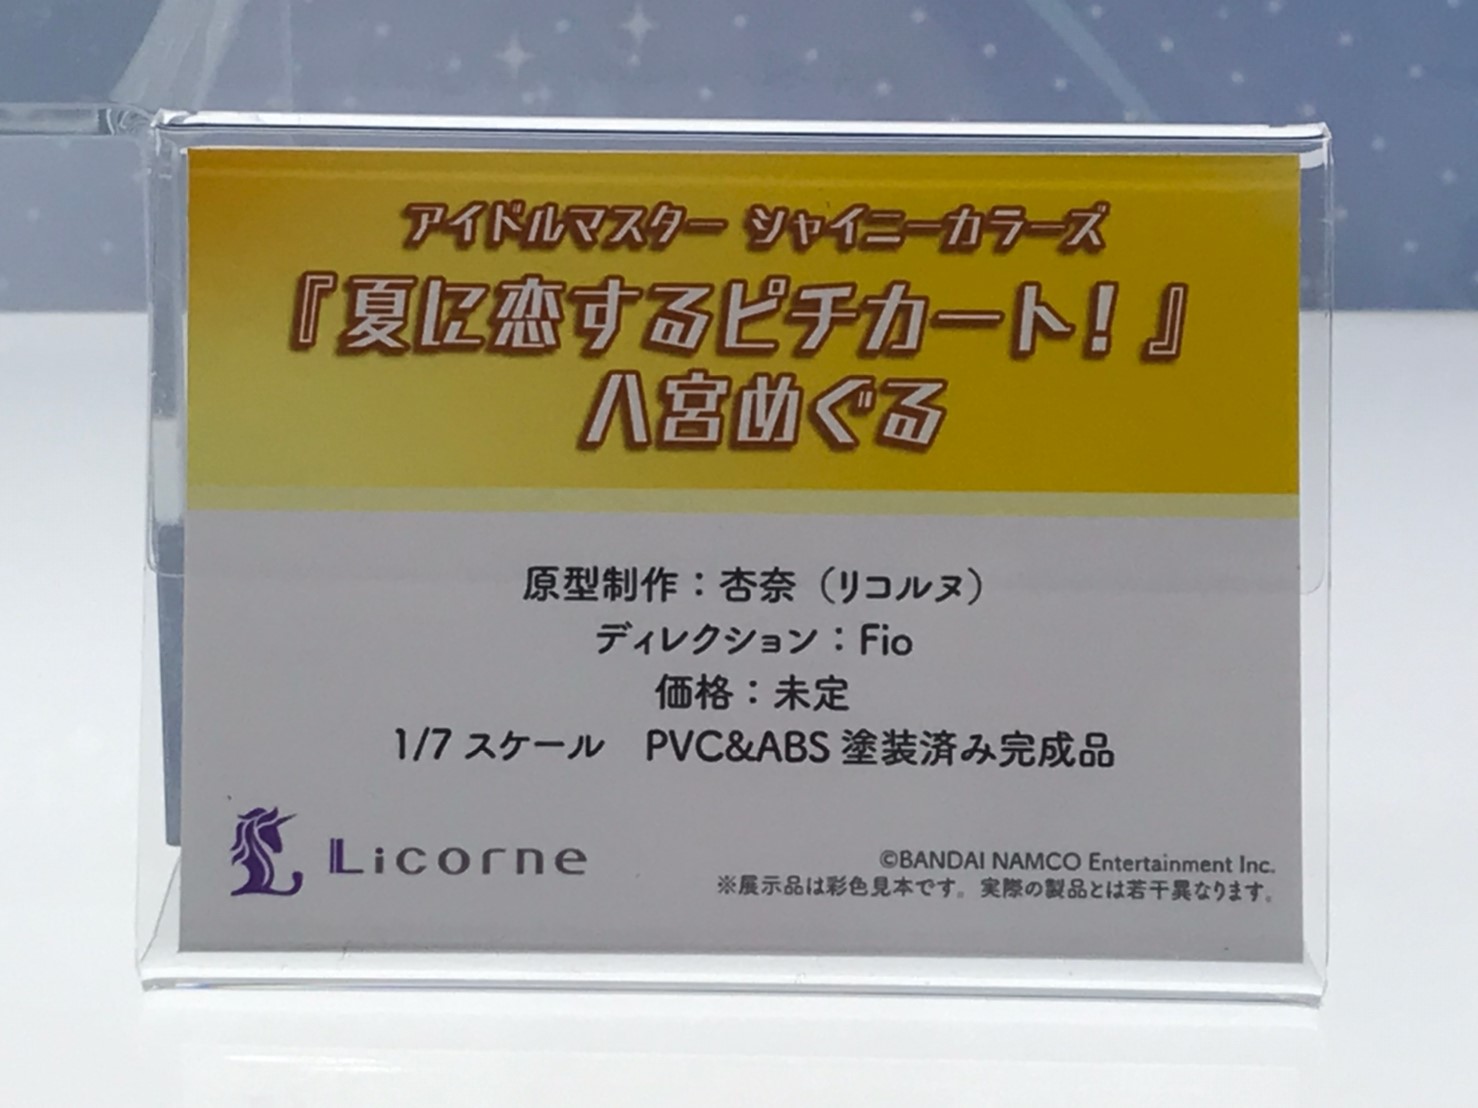 アイドルマスター シャイニーカラーズ
『夏に恋するピチカート！』
八宮めぐる
原型制作：杏奈（リコルヌ）
ディレクション：Fio
価格：未定
1/7 スケール　PVC&ABS 塗装済み完成品
Licorne
©BANDAI NAMCO Entertainment Inc.
※展示品は彩色見本です。実際の製品とは若干異なります。